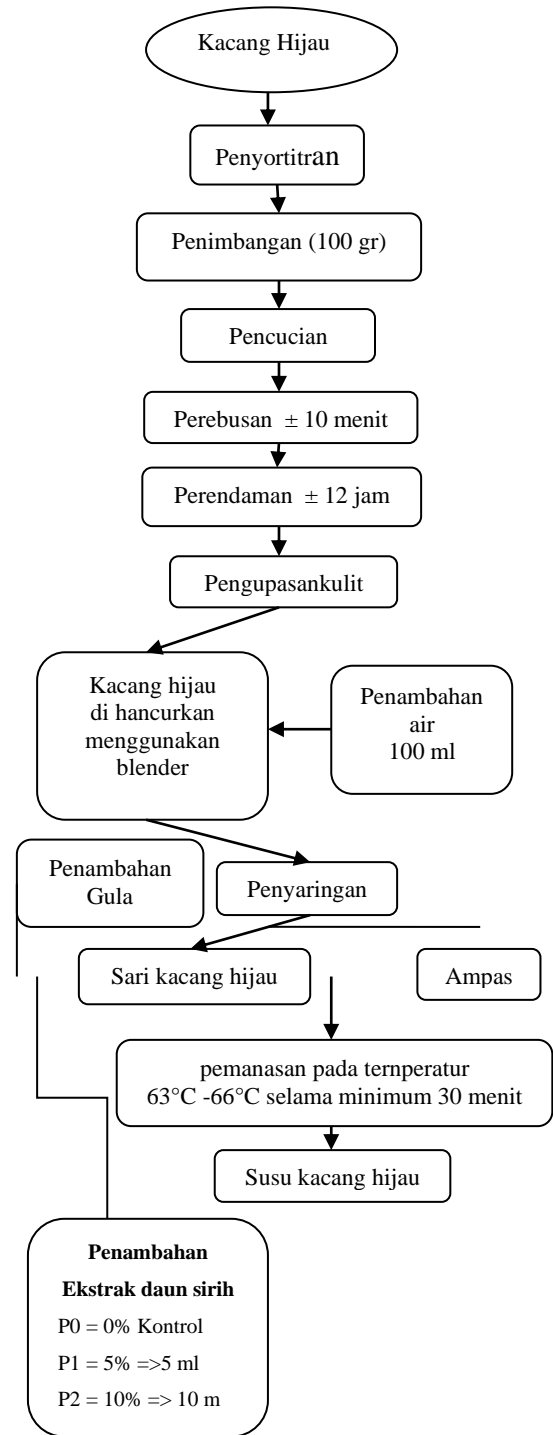 Kacang Hijau
Penyortitran
Penimbangan (100 gr)
Pencucian
Perebusan ± 10 menit
Perendaman ± 12 jam
Pengupasankulit
Kacang hijau
di hancurkan
menggunakan
blender
Penambahan
air
100 ml
Penambahan
Gula
Penyaringan
Sari kacang hijau
Ampas
pemanasan pada ternperatur
63°C -66°C selama minimum 30 menit
Susu kacang hijau
Penambahan
Ekstrak daun sirih
P0 = 0% Kontrol
P1 = 5% =>5 ml
P2 = 10% => 10 m